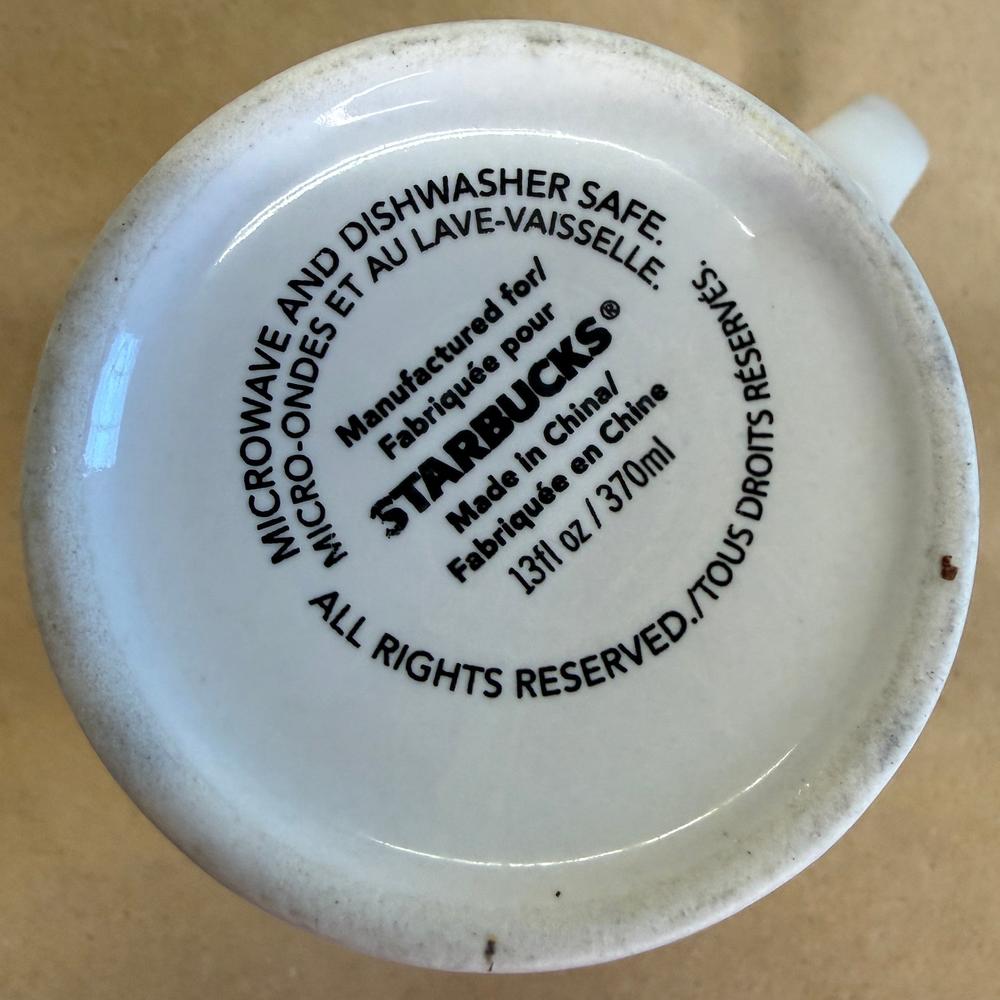 MICROWAVE AND DISHWASHER SAFE.
MICRO-ONDES ET AU LAVE-VAISSELLE.
Manufactured for/
Fabriquée pour
STARBUCKS®
Made in China/
Fabriquée en Chine
13fl oz / 370ml
ALL RIGHTS RESERVED./TOUS DROITS RÉSERVÉS.